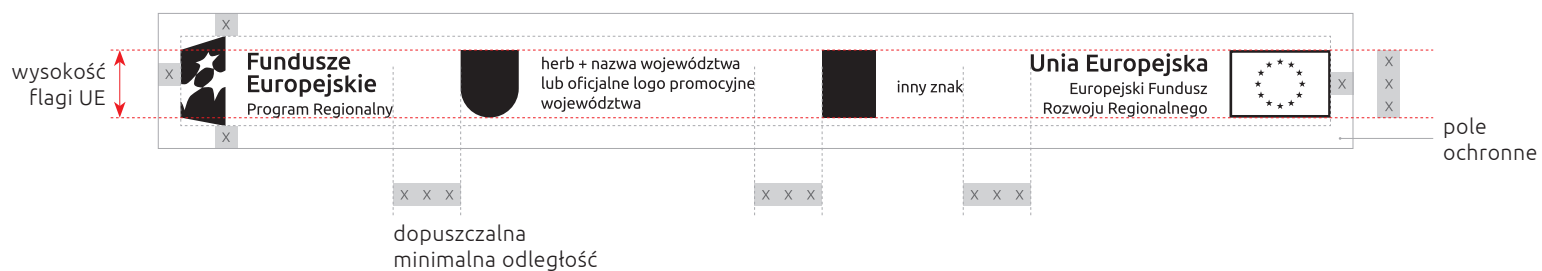 X
wysokość
flagi UE
X
Fundusze
Europejskie
Program Regionalny
herb + nazwa województwa
lub oficjalne logo promocyjne
województwa
inny znak
Unia Europejska
Europejski Fundusz
Rozwoju Regionalnego
X
X
X
X
X
pole
ochronne
X X X
X X X
X X X
dopuszczalna
minimalna odległość